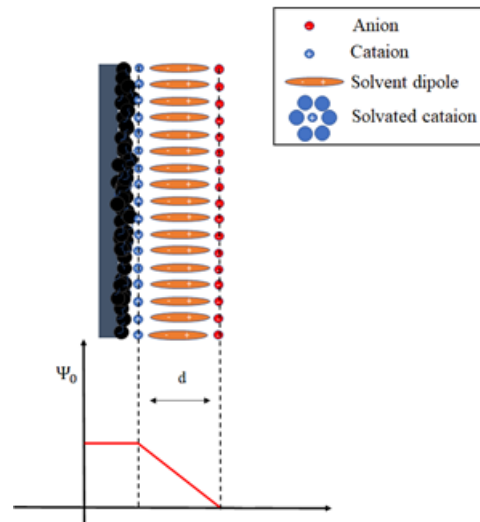 Anion
Cataion
Solvent dipole
Solvated cataion
Ψ0
d